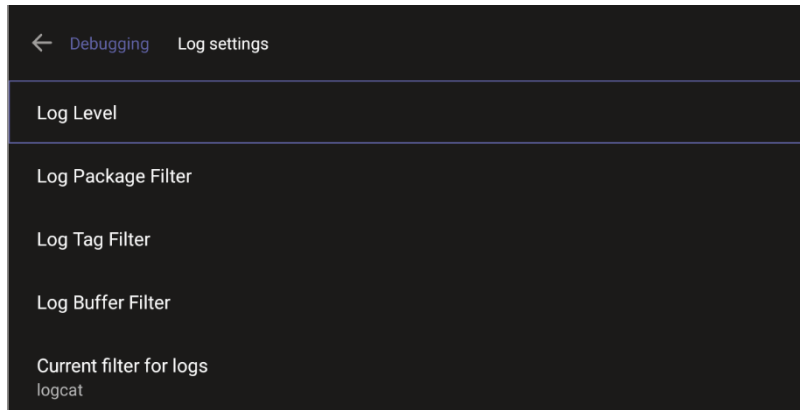 Debugging Log settings
Log Level
Log Package Filter
Log Tag Filter
Log Buffer Filter
Current filter for logs
logcat